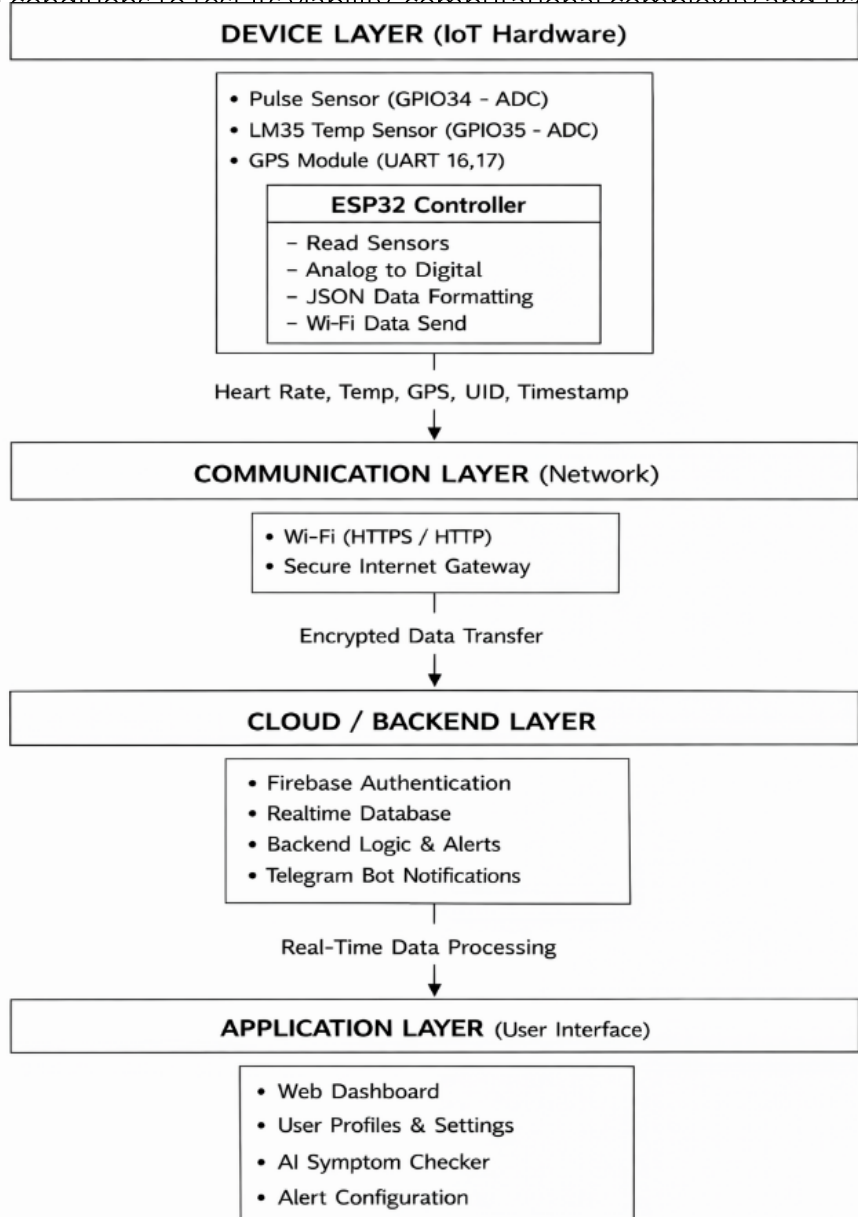 DEVICE LAYER (IoT Hardware)
• Pulse Sensor (GPIO34 - ADC)
• LM35 Temp Sensor (GPIO35 - ADC)
• GPS Module (UART 16,17)
ESP32 Controller
– Read Sensors
– Analog to Digital
– JSON Data Formatting
– Wi-Fi Data Send
Heart Rate, Temp, GPS, UID, Timestamp
COMMUNICATION LAYER (Network)
• Wi-Fi (HTTPS / HTTP)
• Secure Internet Gateway
Encrypted Data Transfer
CLOUD / BACKEND LAYER
• Firebase Authentication
• Realtime Database
• Backend Logic & Alerts
• Telegram Bot Notifications
Real-Time Data Processing
APPLICATION LAYER (User Interface)
• Web Dashboard
• User Profiles & Settings
• AI Symptom Checker
• Alert Configuration